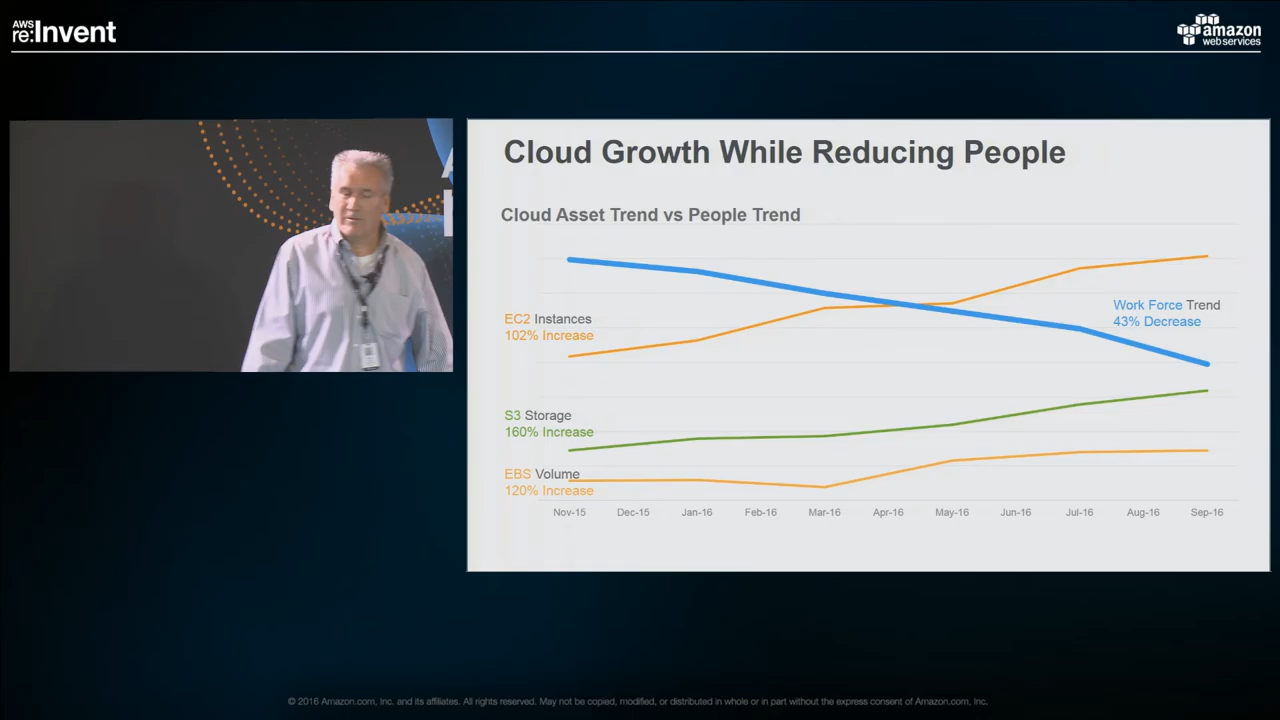 AWS
re:Invent
amazon
web services
Cloud Growth While Reducing People
Cloud Asset Trend vs People Trend
Work Force Trend
43% Decrease
EC2 Instances
102% Increase
S3 Storage
160% Increase
EBS Volume
120% Increase
Nov-15 Dec-15 Jan-16 Feb-16 Mar-16 Apr-16 May-16 Jun-16 Jul-16 Aug-16 Sep-16
© 2016 Amazon.com, Inc. and its affiliates. All rights reserved. May not be copied, modified, or distributed in whole or in part without the express consent of Amazon.com, Inc.